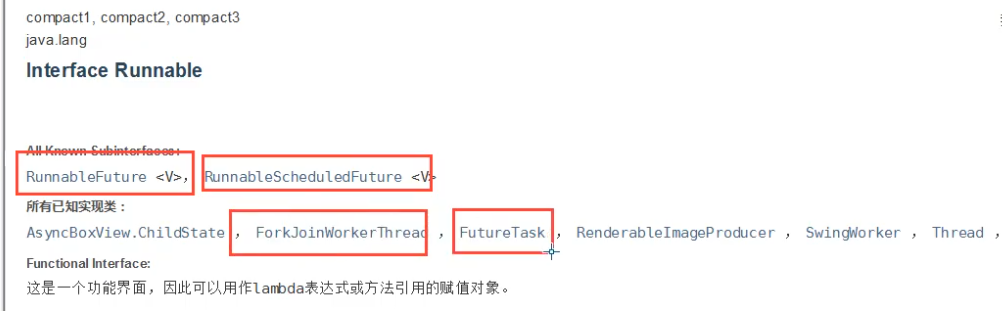 compact1, compact2, compact3
java.lang
Interface Runnable
All Known Subinterfaces:
RunnableFuture <V>, RunnableScheduledFuture <V>
所有已知实现类：
AsyncBoxView.ChildState , ForkJoinWorkerThread , FutureTask , RenderableImageProducer , SwingWorker , Thread ,
Functional Interface:
这是一个功能界面，因此可以用作lambda表达式或方法引用的赋值对象。